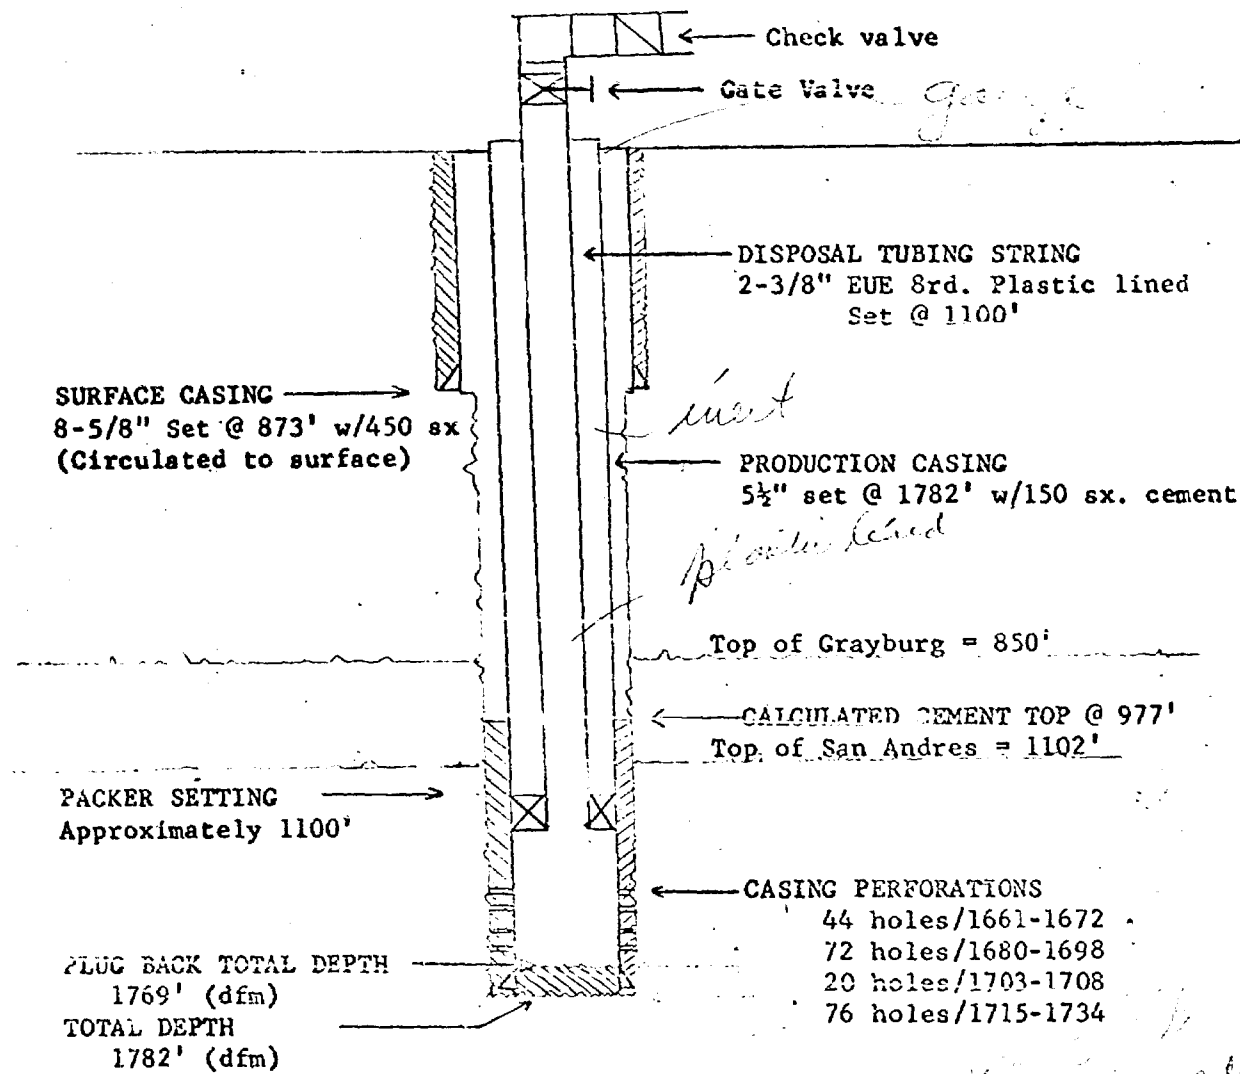 Check valve
Gate Valve
gauge
DISPOSAL TUBING STRING
2-3/8" EUE 8rd. Plastic lined
Set @ 1100'
SURFACE CASING
8-5/8" Set @ 873' w/450 sx
(Circulated to surface)
inert
PRODUCTION CASING
5½" set @ 1782' w/150 sx. cement
plastic lined
Top of Grayburg = 850'
CALCULATED CEMENT TOP @ 977'
Top of San Andres = 1102'
PACKER SETTING
Approximately 1100'
CASING PERFORATIONS
44 holes/1661-1672
72 holes/1680-1698
20 holes/1703-1708
76 holes/1715-1734
PLUG BACK TOTAL DEPTH
1769' (dfm)
TOTAL DEPTH
1782' (dfm)